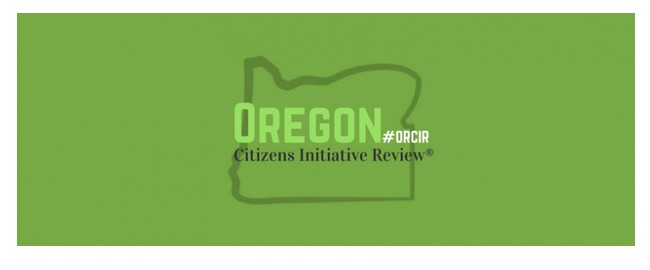 OREGON #ORCIR
Citizens Initiative Review®